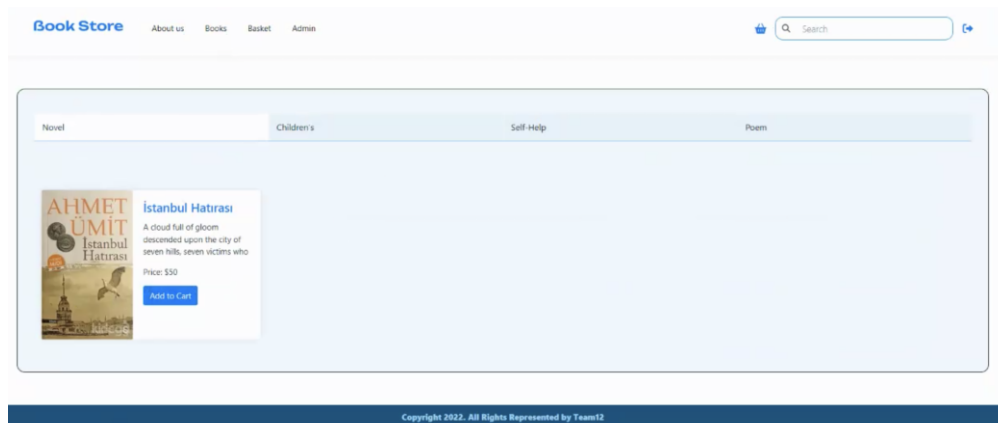 Book Store
About us Books Basket Admin
Search
Novel Children's Self-Help Poem
AHMET
ÜMİT
İstanbul
Hatırası
İstanbul Hatırası
A cloud full of gloom
descended upon the city of
seven hills, seven victims who
Price: $50
Add to Cart
Copyright 2022. All Rights Represented by Team12